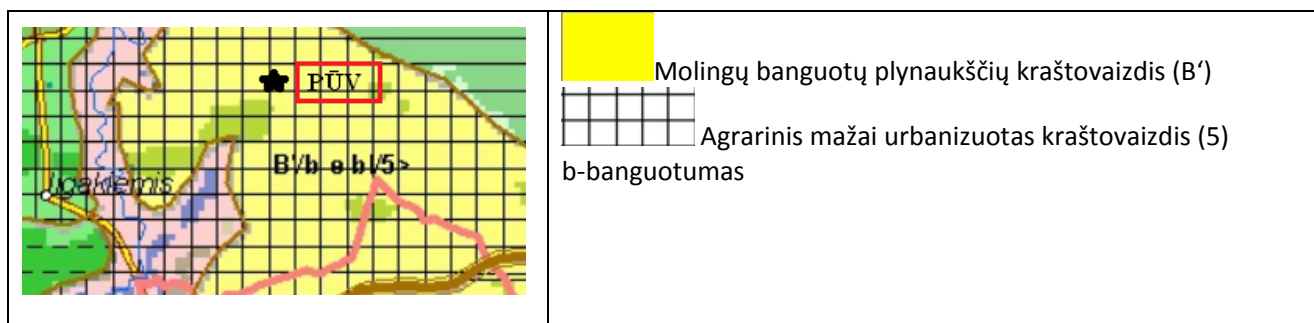 PŪV
B'/b e b!/5>
Molingų banguotų plynaukščių kraštovaizdis (B‘)
Agrarinis mažai urbanizuotas kraštovaizdis (5)
b-banguotumas